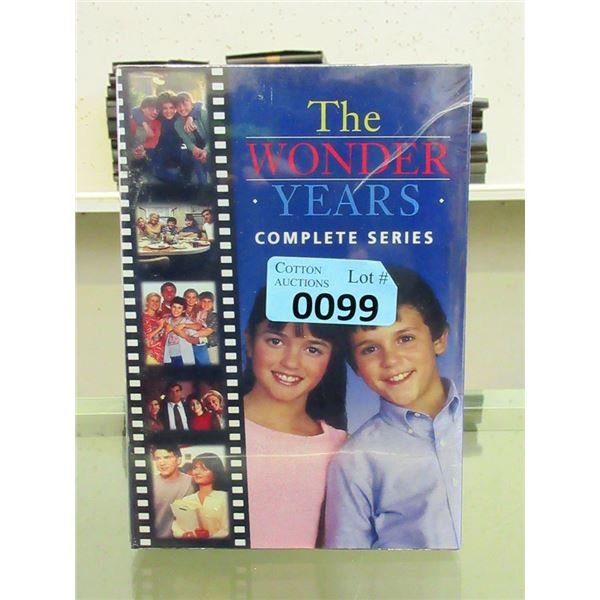 The
WONDER
· YEARS ·
COMPLETE SERIES
COTTON AUCTIONS
Lot #
0099